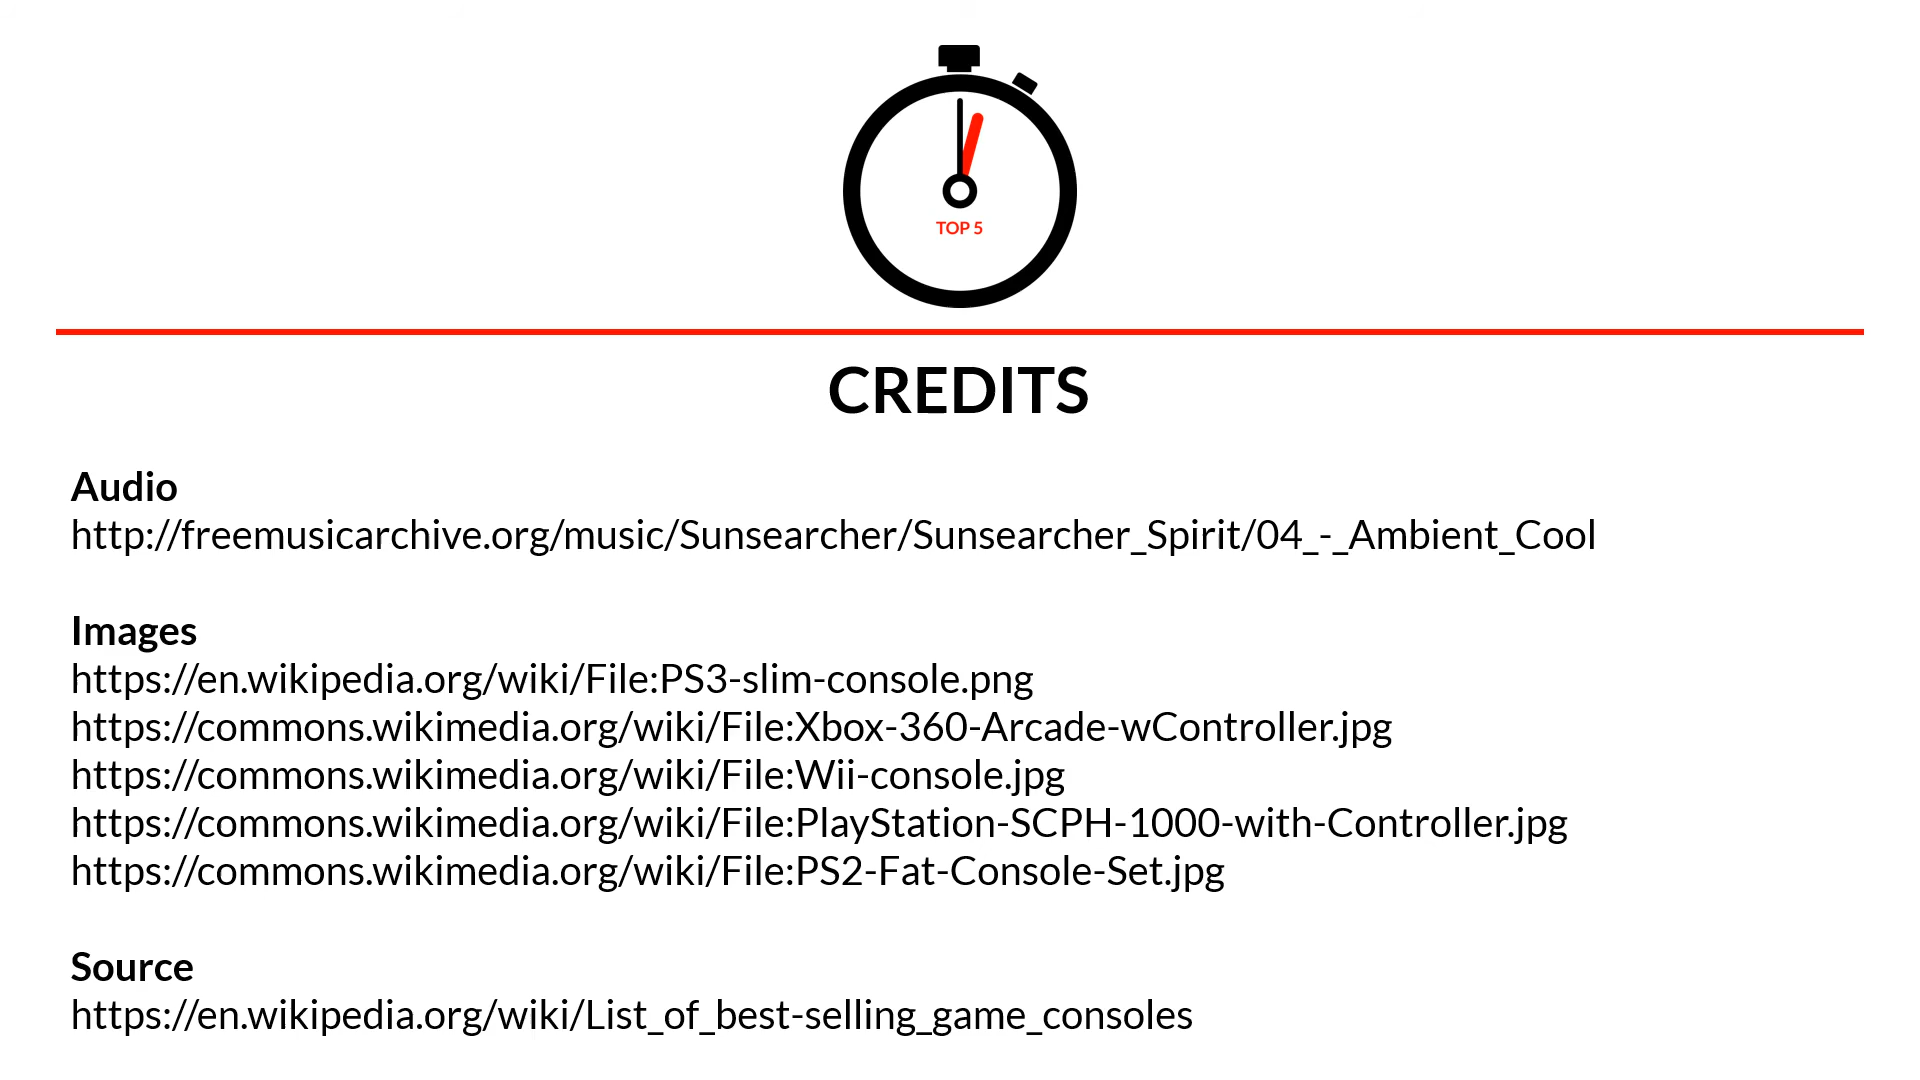 TOP 5
CREDITS
Audio
http://freemusicarchive.org/music/Sunsearcher/Sunsearcher_Spirit/04_-_Ambient_Cool
Images
https://en.wikipedia.org/wiki/File:PS3-slim-console.png
https://commons.wikimedia.org/wiki/File:Xbox-360-Arcade-wController.jpg
https://commons.wikimedia.org/wiki/File:Wii-console.jpg
https://commons.wikimedia.org/wiki/File:PlayStation-SCPH-1000-with-Controller.jpg
https://commons.wikimedia.org/wiki/File:PS2-Fat-Console-Set.jpg
Source
https://en.wikipedia.org/wiki/List_of_best-selling_game_consoles